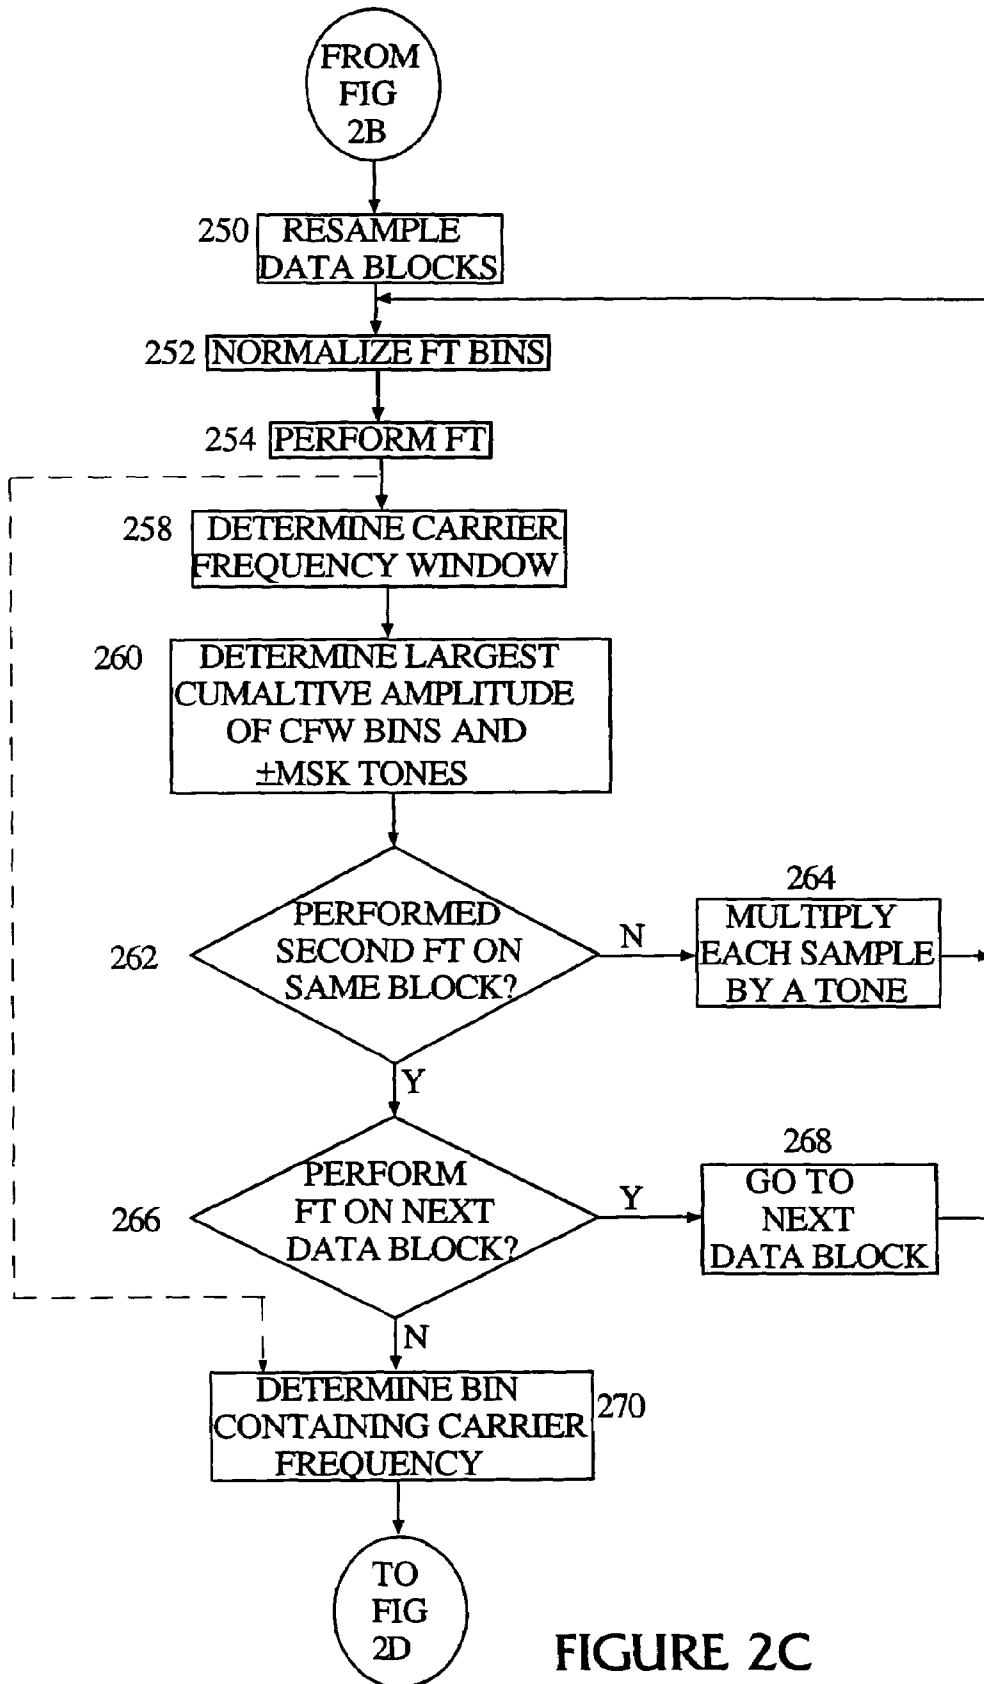 FROM
FIG
2B
250
RESAMPLE
DATA BLOCKS
252
NORMALIZE FT BINS
254
PERFORM FT
258
DETERMINE CARRIER
FREQUENCY WINDOW
260
DETERMINE LARGEST
CUMALTIVE AMPLITUDE
OF CFW BINS AND
±MSK TONES
262
PERFORMED
SECOND FT ON
SAME BLOCK?
N
264
MULTIPLY
EACH SAMPLE
BY A TONE
Y
266
PERFORM
FT ON NEXT
DATA BLOCK?
Y
268
GO TO
NEXT
DATA BLOCK
N
DETERMINE BIN
CONTAINING CARRIER
FREQUENCY
270
TO
FIG
2D
FIGURE 2C